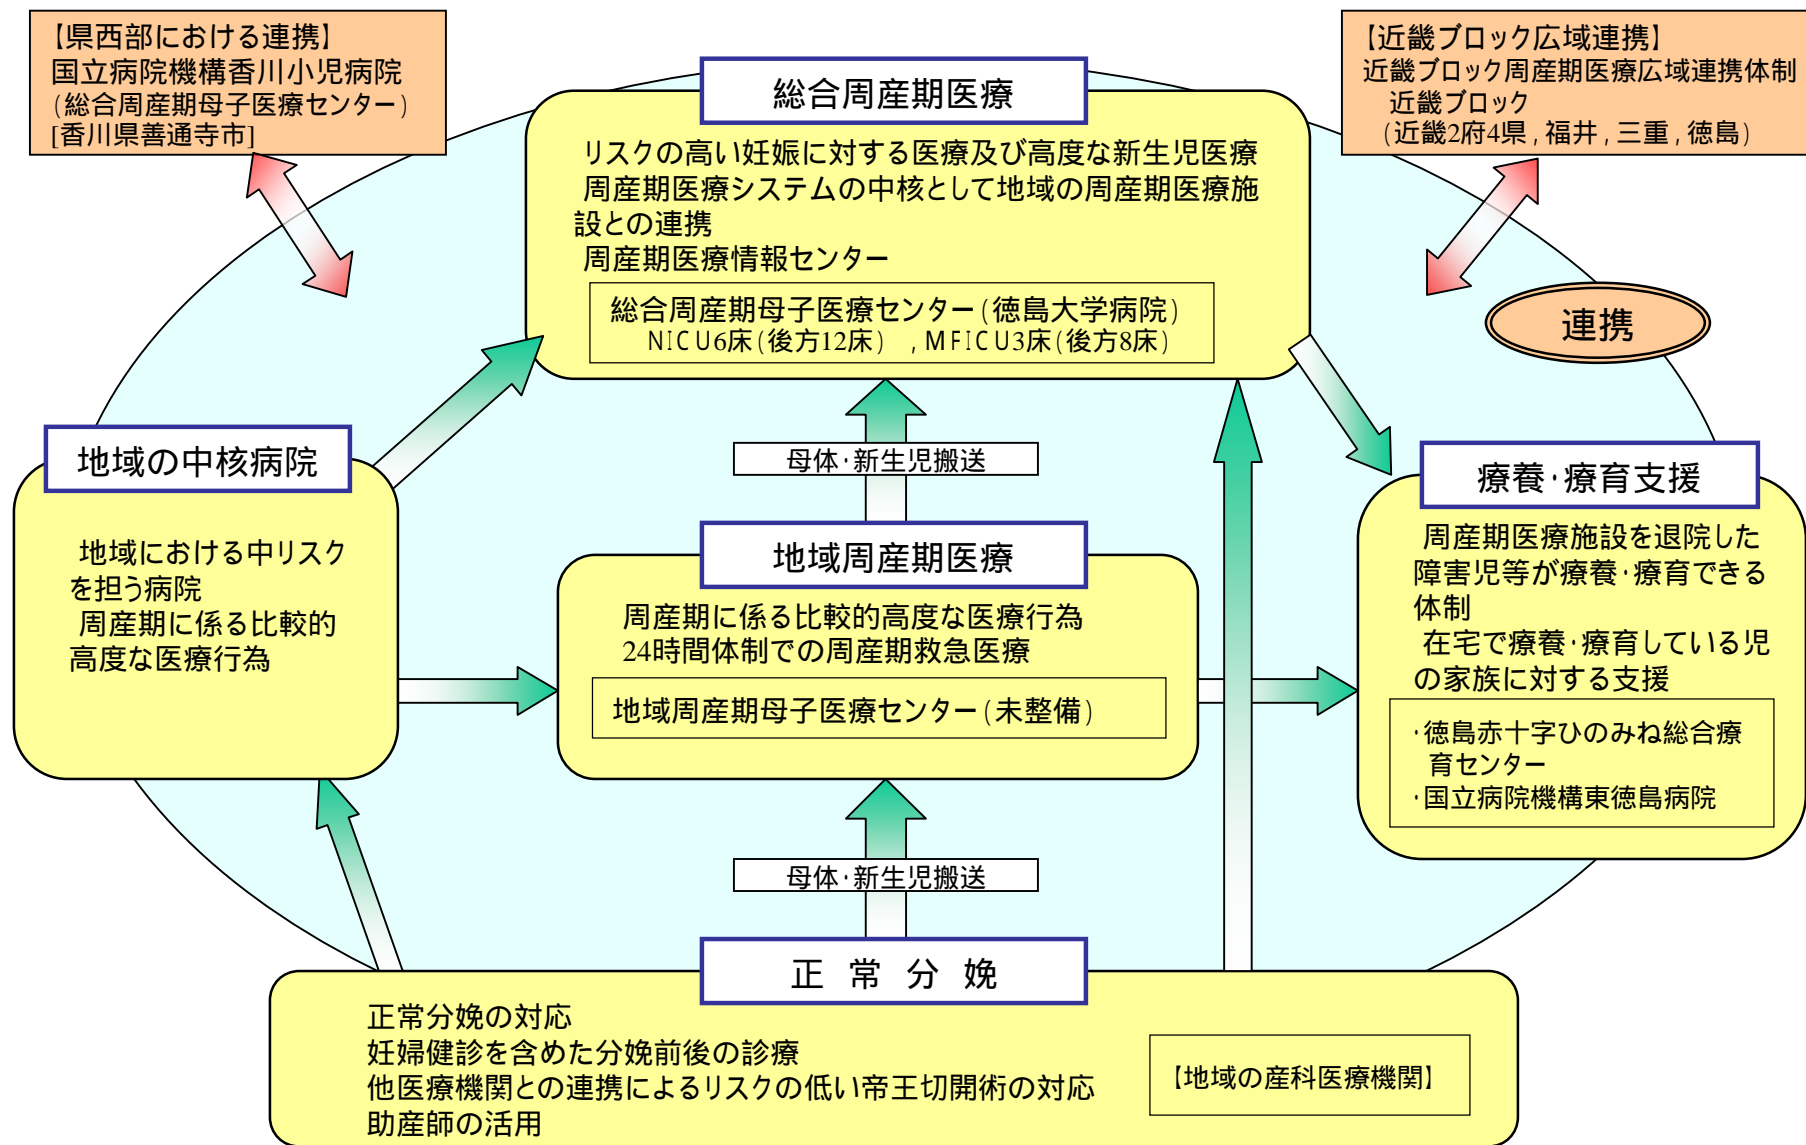 【県西部における連携】
国立病院機構香川小児病院
(総合周産期母子医療センター)
[香川県善通寺市]
【近畿ブロック広域連携】
近畿ブロック周産期医療広域連携体制
近畿ブロック
(近畿2府4県,福井,三重,徳島)
総合周産期医療
リスクの高い妊娠に対する医療及び高度な新生児医療
周産期医療システムの中核として地域の周産期医療施
設との連携
周産期医療情報センター
総合周産期母子医療センター(徳島大学病院)
NICU6床(後方12床) ,MFICU3床(後方8床)
連携
地域の中核病院
地域における中リスク
を担う病院
周産期に係る比較的
高度な医療行為
母体・新生児搬送
地域周産期医療
周産期に係る比較的高度な医療行為
24時間体制での周産期救急医療
地域周産期母子医療センター(未整備)
療養・療育支援
周産期医療施設を退院した
障害児等が療養・療育できる
体制
在宅で療養・療育している児
の家族に対する支援
・徳島赤十字ひのみね総合療
育センター
・国立病院機構東徳島病院
母体・新生児搬送
正常分娩
正常分娩の対応
妊婦健診を含めた分娩前後の診療
他医療機関との連携によるリスクの低い帝王切開術の対応
助産師の活用
【地域の産科医療機関】